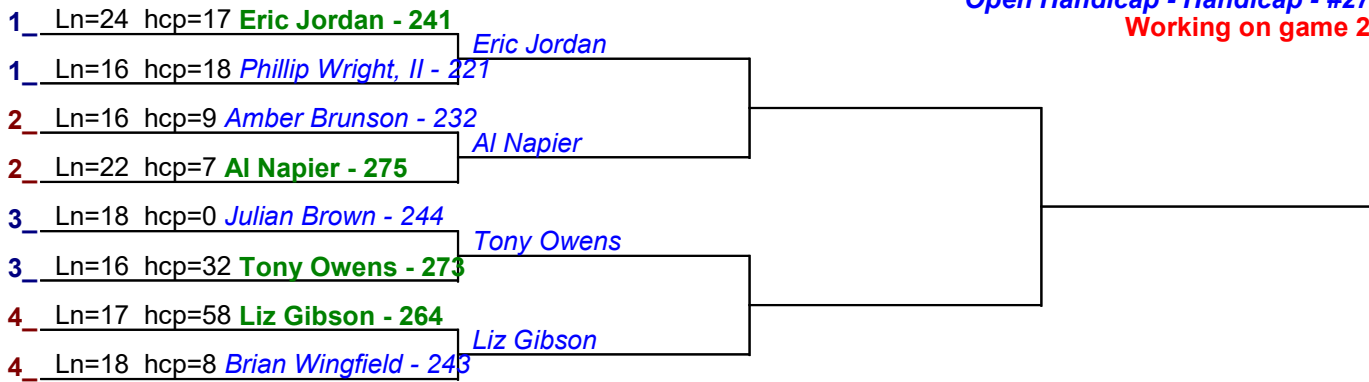 Open Handicap - Handicap - #27
Working on game 2
1_ Ln=24 hcp=17 Eric Jordan - 241
Eric Jordan
1_ Ln=16 hcp=18 Phillip Wright, II - 221
2_ Ln=16 hcp=9 Amber Brunson - 232
Al Napier
2_ Ln=22 hcp=7 Al Napier - 275
3_ Ln=18 hcp=0 Julian Brown - 244
Tony Owens
3_ Ln=16 hcp=32 Tony Owens - 273
4_ Ln=17 hcp=58 Liz Gibson - 264
Liz Gibson
4_ Ln=18 hcp=8 Brian Wingfield - 243